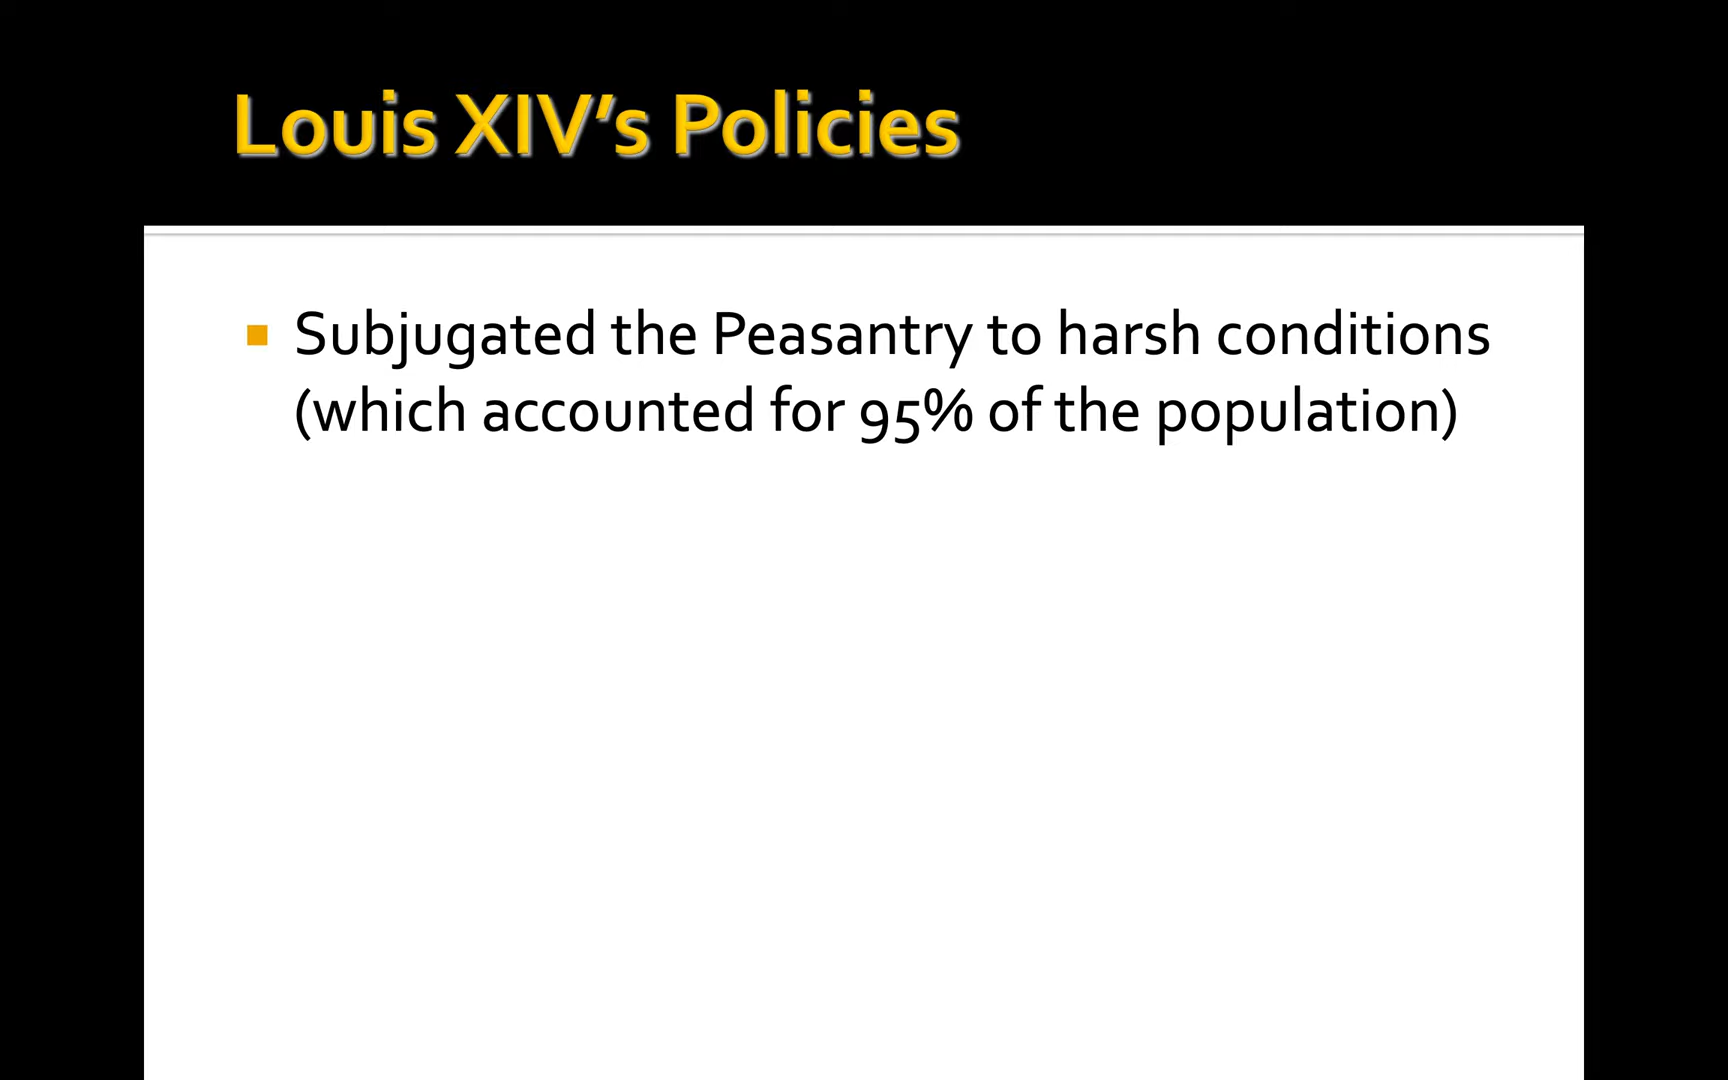 Louis XIV’s Policies
Subjugated the Peasantry to harsh conditions
(which accounted for 95% of the population)